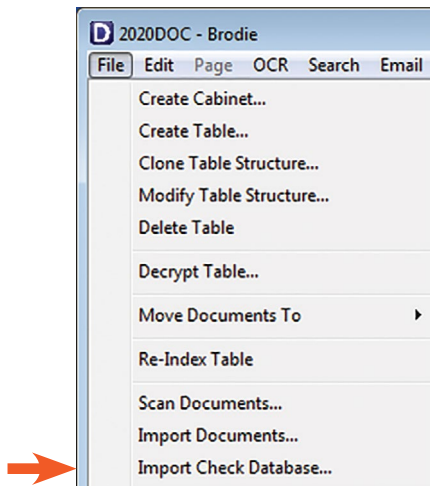 D 2020DOC - Brodie
File Edit Page OCR Search Email
Create Cabinet...
Create Table...
Clone Table Structure...
Modify Table Structure...
Delete Table
Decrypt Table...
Move Documents To
Re-Index Table
Scan Documents...
Import Documents...
Import Check Database...